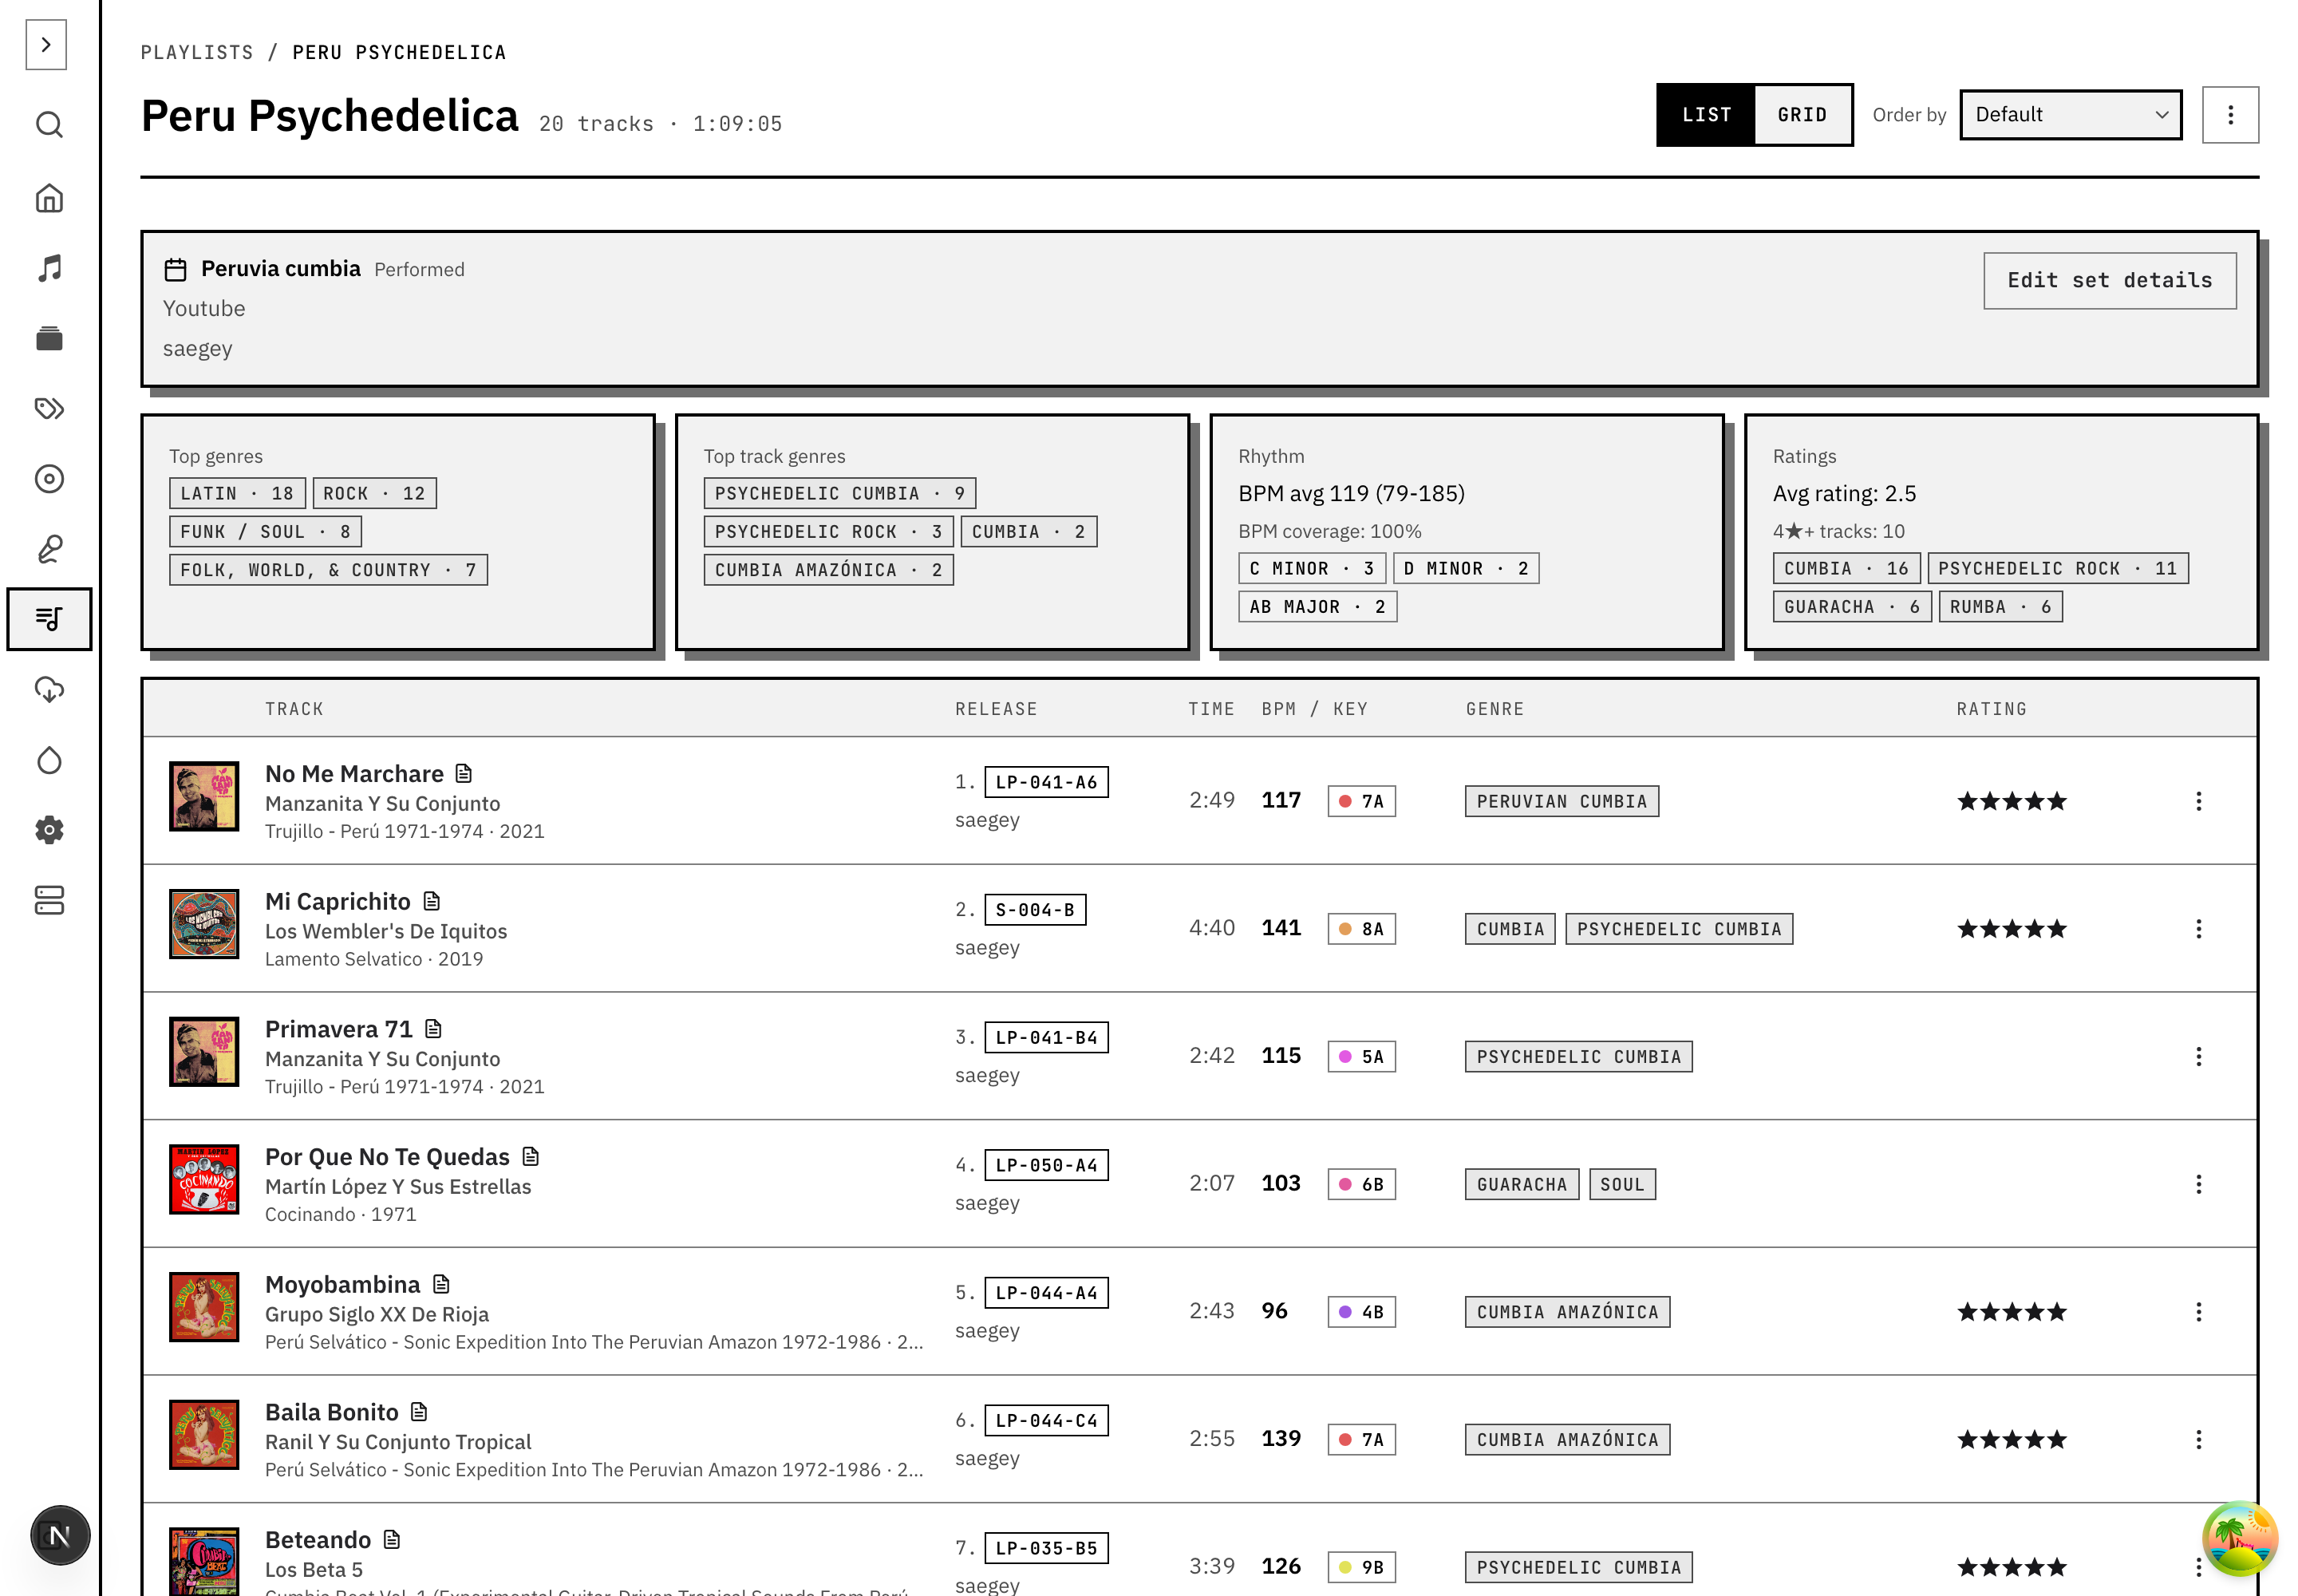 PLAYLISTS / PERU PSYCHEDELICA
Peru Psychedelica 20 tracks · 1:09:05
LIST GRID Order by Default
Peruvia cumbia Performed
Edit set details
Youtube
saegey
Top genres
LATIN · 18 ROCK · 12
FUNK / SOUL · 8
FOLK, WORLD, & COUNTRY · 7
Top track genres
PSYCHEDELIC CUMBIA · 9
PSYCHEDELIC ROCK · 3 CUMBIA · 2
CUMBIA AMAZÓNICA · 2
Rhythm
BPM avg 119 (79-185)
BPM coverage: 100%
C MINOR · 3 D MINOR · 2
AB MAJOR · 2
Ratings
Avg rating: 2.5
4★+ tracks: 10
CUMBIA · 16 PSYCHEDELIC ROCK · 11
GUARACHA · 6 RUMBA · 6
TRACK RELEASE TIME BPM / KEY GENRE RATING
No Me Marchare
Manzanita Y Su Conjunto
Trujillo - Perú 1971-1974 · 2021
1. LP-041-A6
saegey
2:49 117 7A PERUVIAN CUMBIA ★★★★★
Mi Caprichito
Los Wembler's De Iquitos
Lamento Selvatico · 2019
2. S-004-B
saegey
4:40 141 8A CUMBIA PSYCHEDELIC CUMBIA ★★★★★
Primavera 71
Manzanita Y Su Conjunto
Trujillo - Perú 1971-1974 · 2021
3. LP-041-B4
saegey
2:42 115 5A PSYCHEDELIC CUMBIA
Por Que No Te Quedas
Martín López Y Sus Estrellas
Cocinando · 1971
4. LP-050-A4
saegey
2:07 103 6B GUARACHA SOUL
Moyobambina
Grupo Siglo XX De Rioja
Perú Selvático - Sonic Expedition Into The Peruvian Amazon 1972-1986 · 2...
5. LP-044-A4
saegey
2:43 96 4B CUMBIA AMAZÓNICA ★★★★★
Baila Bonito
Ranil Y Su Conjunto Tropical
Perú Selvático - Sonic Expedition Into The Peruvian Amazon 1972-1986 · 2...
6. LP-044-C4
saegey
2:55 139 7A CUMBIA AMAZÓNICA ★★★★★
Beteando
Los Beta 5
Cumbia Beat Vol. 1 (Experimental Guitar-Driven Tropical Sounds From Perú
7. LP-035-B5
saegey
3:39 126 9B PSYCHEDELIC CUMBIA ★★★★★
N